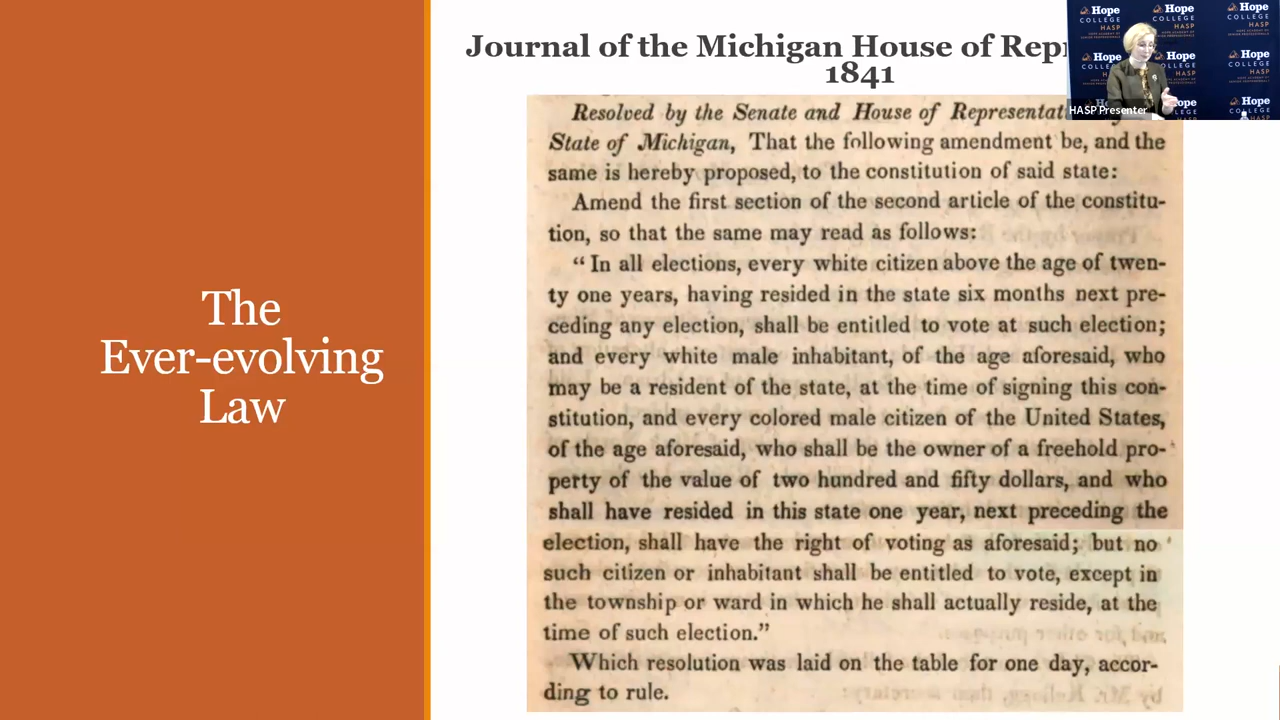 The
Ever-evolving
Law
Journal of the Michigan House of
1841
Resolved by the Senate and House of
State of Michigan, That the following amendment be, and the
same is hereby proposed, to the constitution of said state:
Amend the first section of the second article of the constitu-
tion, so that the same may read as follows:
“ In all elections, every white citizen above the age of twen-
ty one years, having resided in the state six months next pre-
ceding any election, shall be entitled to vote at such election;
and every white male inhabitant, of the age aforesaid, who
may be a resident of the state, at the time of signing this con-
stitution, and every colored male citizen of the United States,
of the age aforesaid, who shall be the owner of a freehold pro-
perty of the value of two hundred and fifty dollars, and who
shall have resided in this state one year, next preceding the
election, shall have the right of voting as aforesaid; but no
such citizen or inhabitant shall be entitled to vote, except in
the township or ward in which he shall actually reside, at the
time of such election.”
Which resolution was laid on the table for one day, accor-
ding to rule.
Hope
COLLEGE
HASP
HASP Presenter